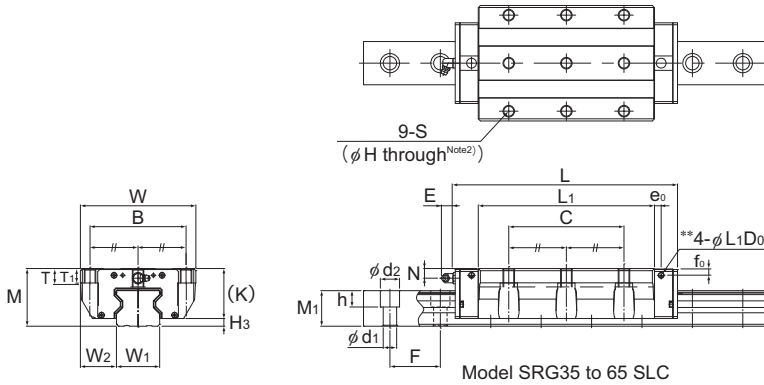 9-S
(φH through Note2))
W
B
T
T1
M
(K)
H3
W2
W1
L
E
L1
e0
C
**4-φL1D0
N
f0
φd2
h
M1
φd1
F
Model SRG35 to 65 SLC